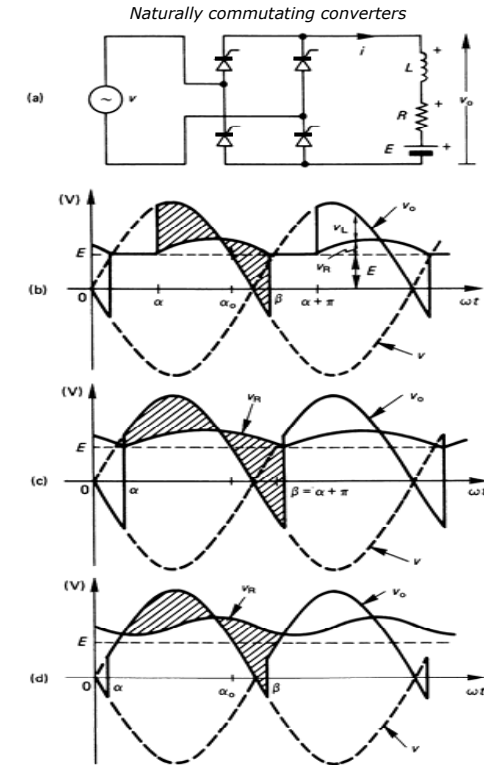 Naturally commutating converters
(a)
~
v
i
+
L
+
R
E
+
v₀
(V)
v₀
v_L
E
v_R
E
(b)
0
α
α₀
β
α + π
ωt
v
(V)
v_R
v₀
E
(c)
0
α
β = α + π
ωt
v
(V)
v_R
v₀
E
(d)
0
α
α₀
β
ωt
v